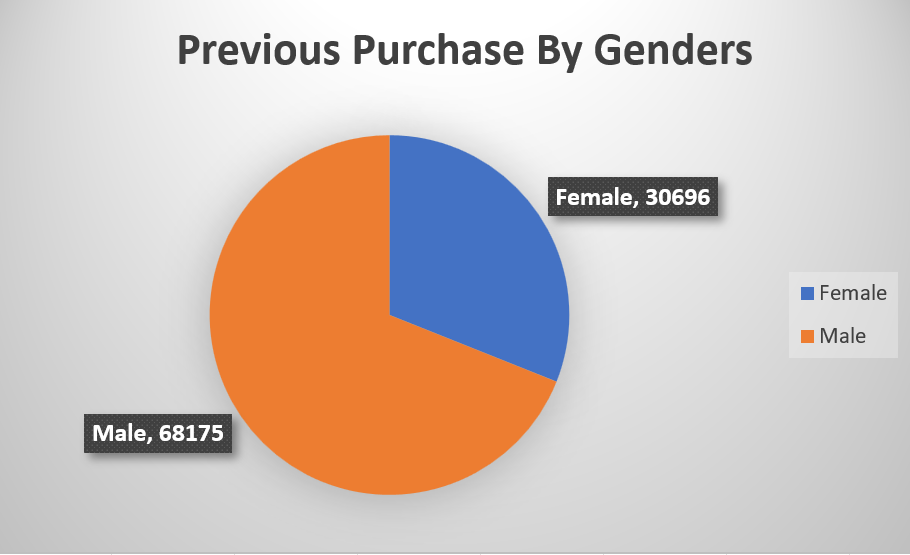 Previous Purchase By Genders
Female, 30696
Female
Male
Male, 68175